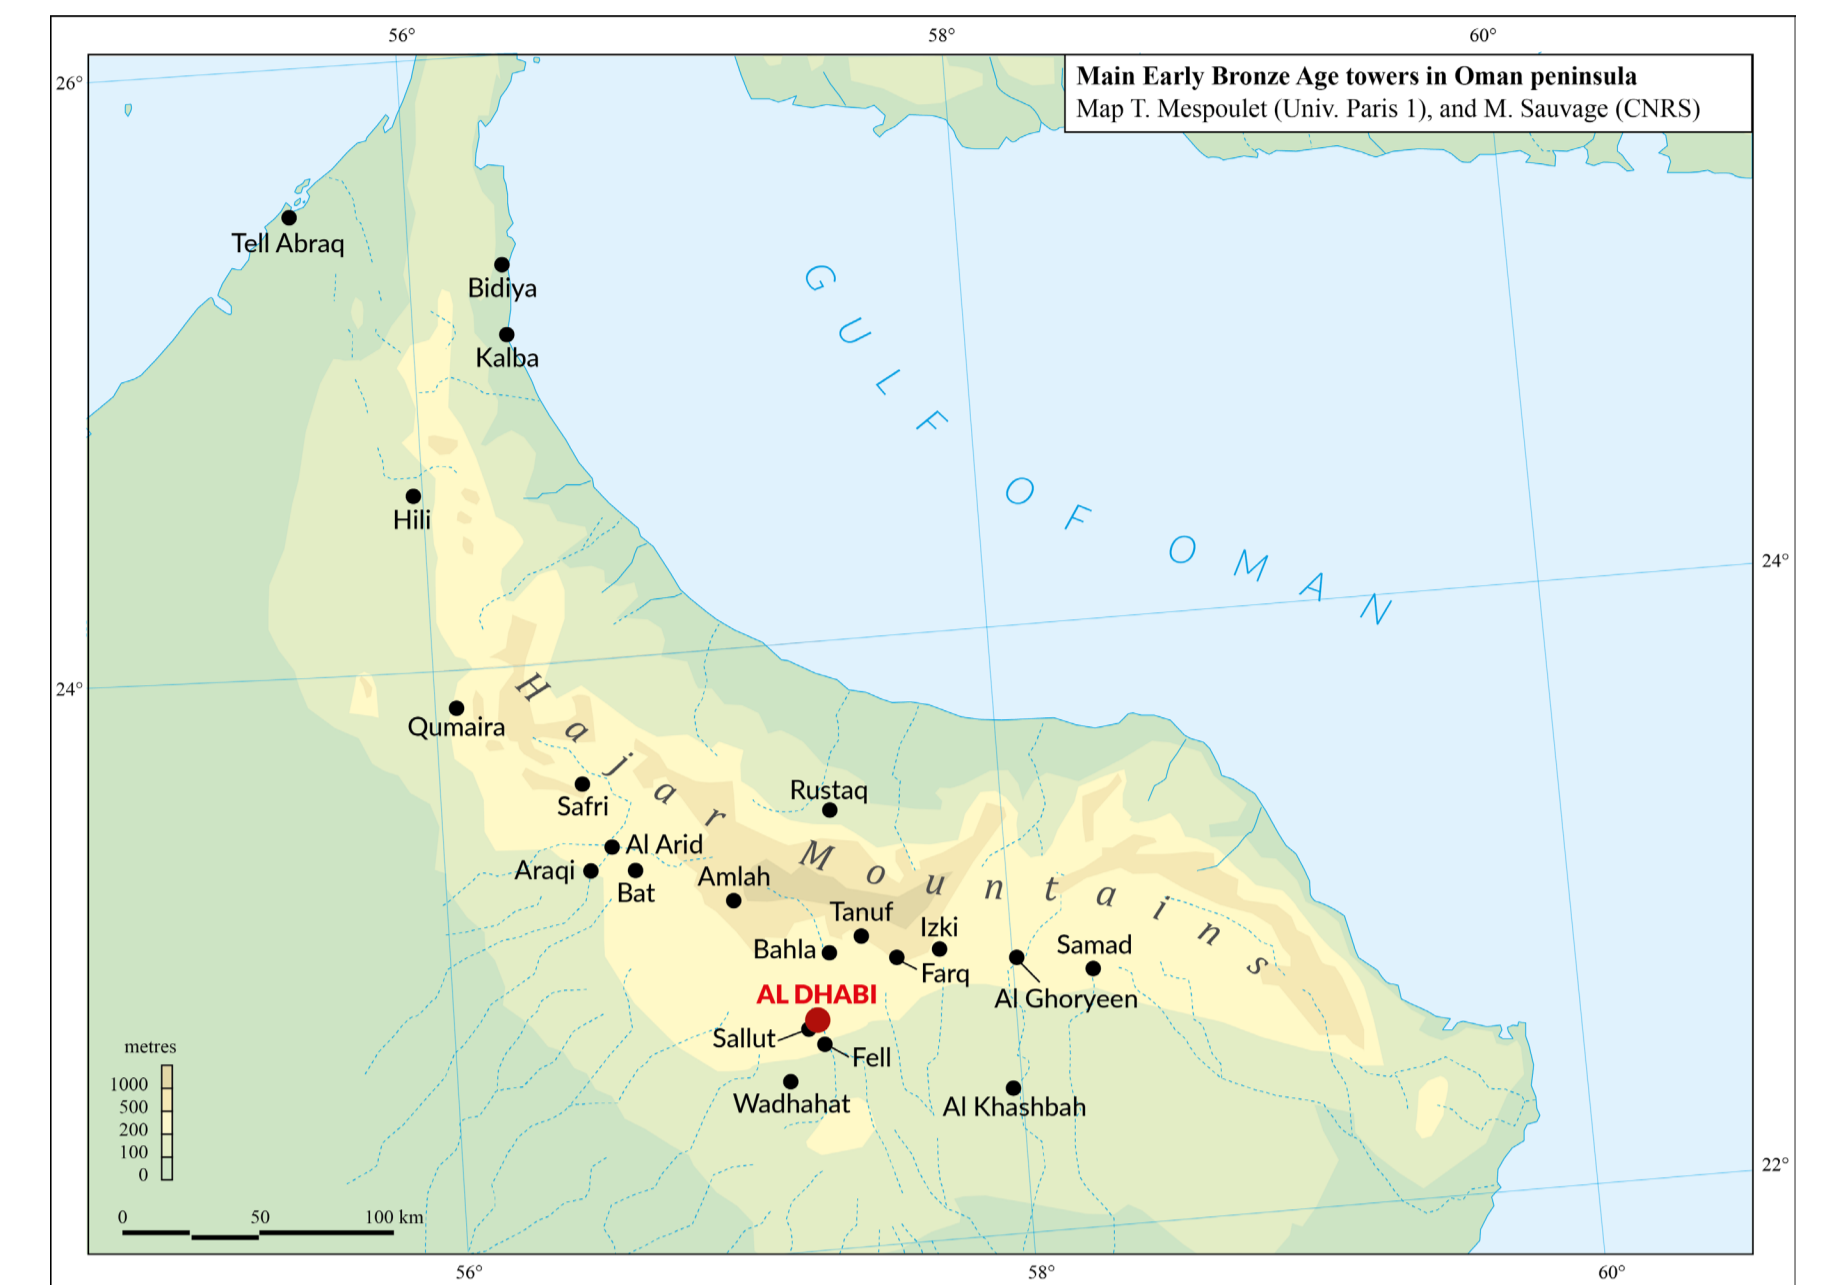 56°
58°
60°
26°
Main Early Bronze Age towers in Oman peninsula
Map T. Mespoulet (Univ. Paris 1), and M. Sauvage (CNRS)
Tell Abraq
Bidiya
Kalba
GULF OF OMAN
Hili
24°
24°
Hajar Mountains
Qumaira
Safri
Rustaq
Al Arid
Araqi
Bat
Amlah
Tanuf
Izki
Bahla
Farq
Samad
Al Ghoryeen
AL DHABI
Sallut
Fell
Wadhahat
Al Khashbah
metres
1000
500
200
100
0
22°
0 50 100 km
56°
58°
60°